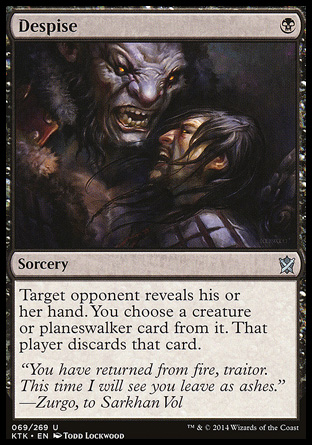 Despise
Sorcery
Target opponent reveals his or
her hand. You choose a creature
or planeswalker card from it. That
player discards that card.
“You have returned from fire, traitor.
This time I will see you leave as ashes.”
—Zurgo, to Sarkhan Vol
069/269 U
KTK • EN Todd Lockwood
™ & © 2014 Wizards of the Coast